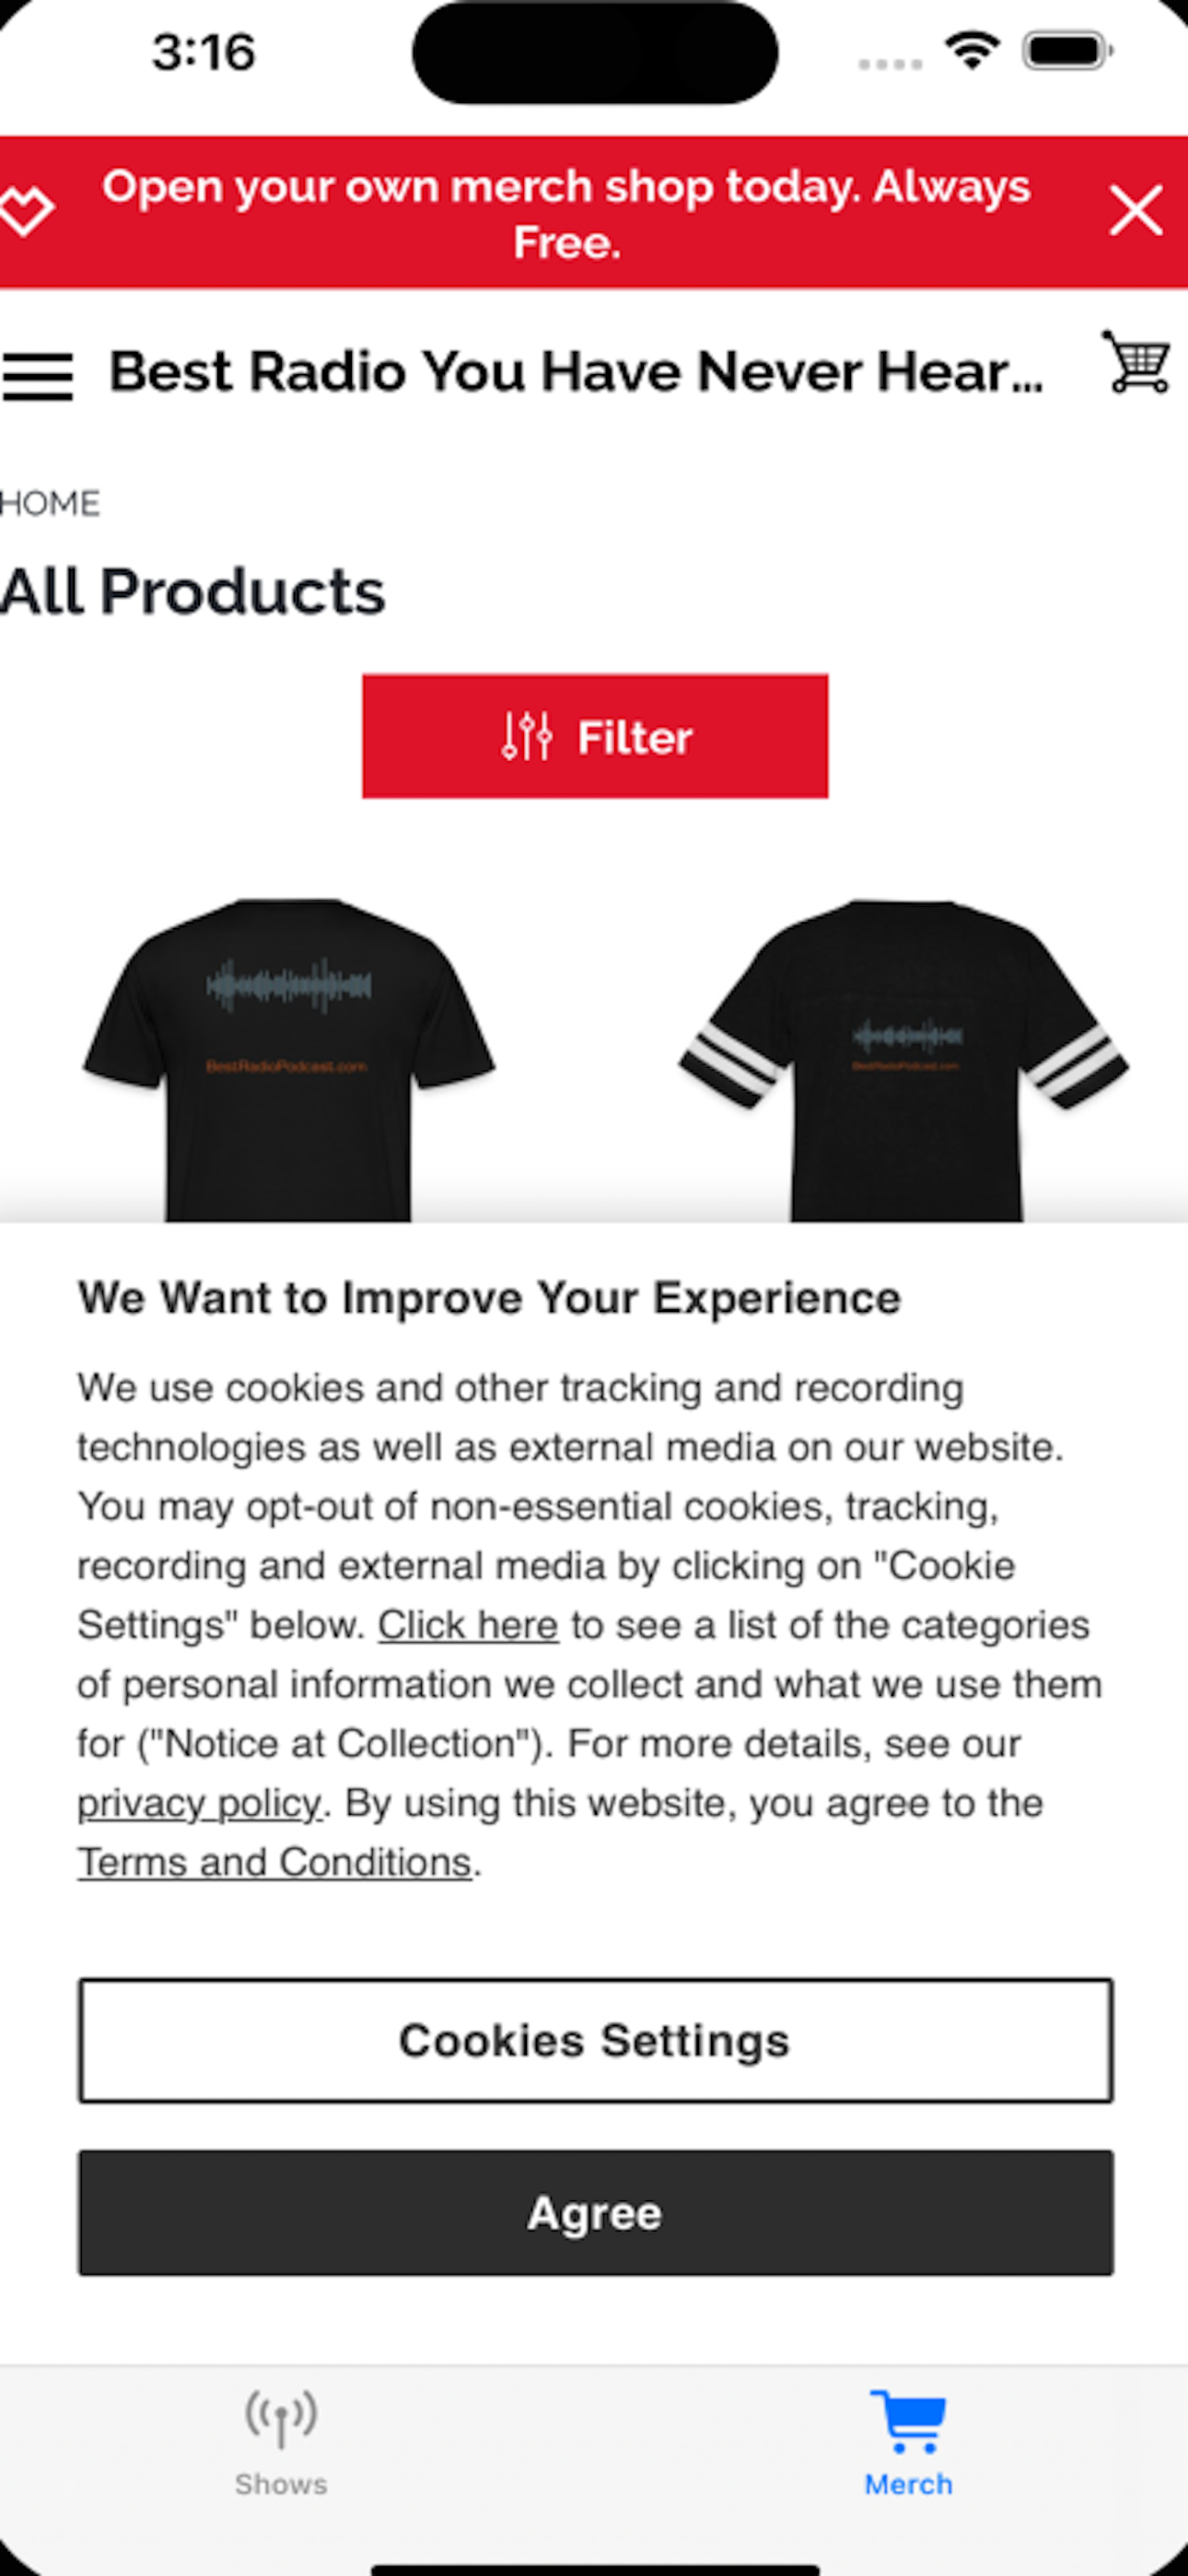 3:16
Open your own merch shop today. Always
Free.
Best Radio You Have Never Hear...
HOME
All Products
Filter
BestRadioPodcast.com
BestRadioPodcast.com
We Want to Improve Your Experience
We use cookies and other tracking and recording
technologies as well as external media on our website.
You may opt-out of non-essential cookies, tracking,
recording and external media by clicking on "Cookie
Settings" below. Click here to see a list of the categories
of personal information we collect and what we use them
for ("Notice at Collection"). For more details, see our
privacy policy. By using this website, you agree to the
Terms and Conditions.
Cookies Settings
Agree
Shows
Merch